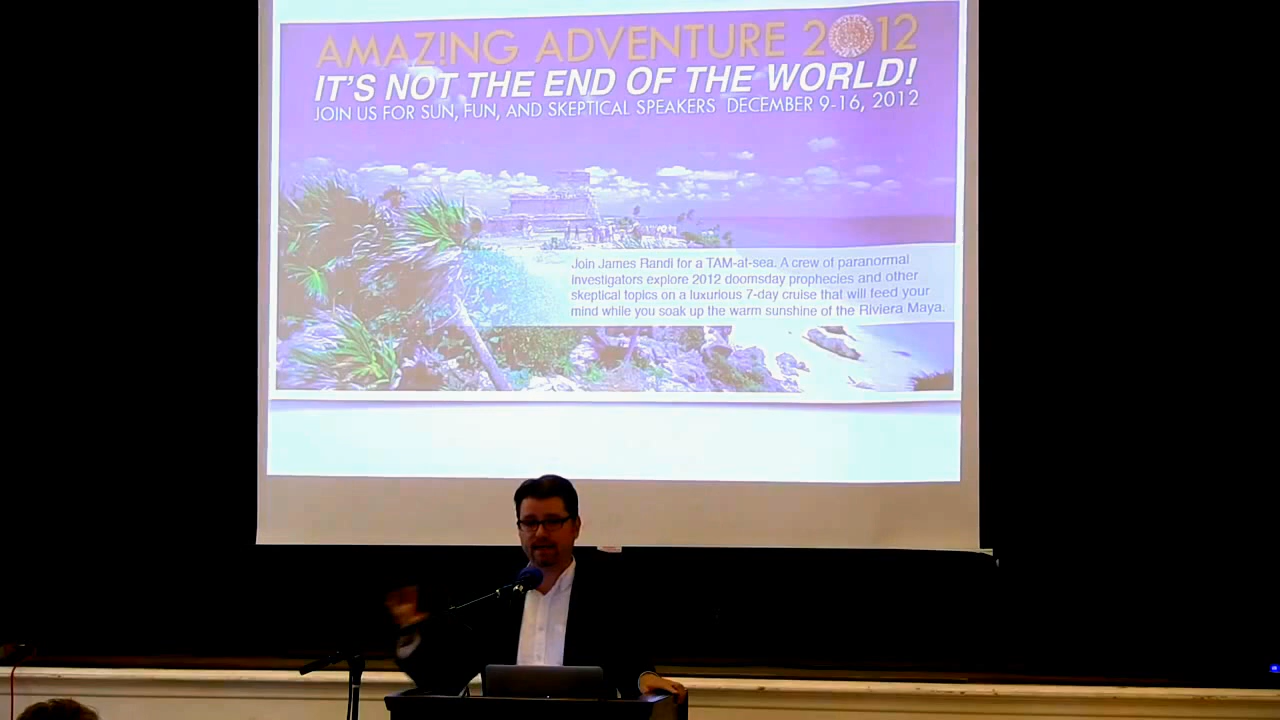 AMAZ!NG ADVENTURE 2012
IT'S NOT THE END OF THE WORLD!
JOIN US FOR SUN, FUN, AND SKEPTICAL SPEAKERS DECEMBER 9-16, 2012
Join James Randi for a TAM-at-sea. A crew of paranormal
investigators explore 2012 doomsday prophecies and other
skeptical topics on a luxurious 7-day cruise that will feed your
mind while you soak up the warm sunshine of the Riviera Maya.